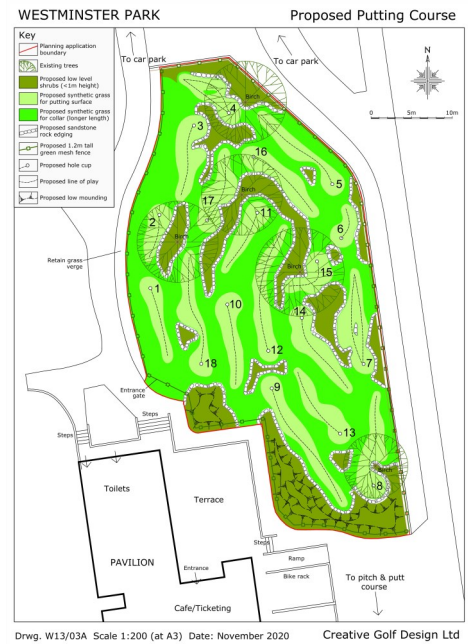 WESTMINSTER PARK
Proposed Putting Course
Key
Planning application
boundary
Existing trees
Proposed low level
shrubs (<1m height)
Proposed synthetic grass
for putting surface
Proposed synthetic grass
for collar (longer length)
Proposed sandstone
rock edging
Proposed 1.2m tall
green mesh fence
Proposed hole cup
Proposed line of play
Proposed low mounding
To car park
To car park
N
0
10m
Birch
4
3
16
5
Birch
17
11
2
6
Birch
Retain grass
verge
Birch
15
1
10
14
12
7
18
9
Entrance
gate
Steps
Steps
13
Birch
8
Toilets
Terrace
Steps
PAVILION
Entrance
Ramp
Bike rack
To pitch & putt
course
Cafe/Ticketing
Drwg. W13/03A Scale 1:200 (at A3) Date: November 2020
Creative Golf Design Ltd